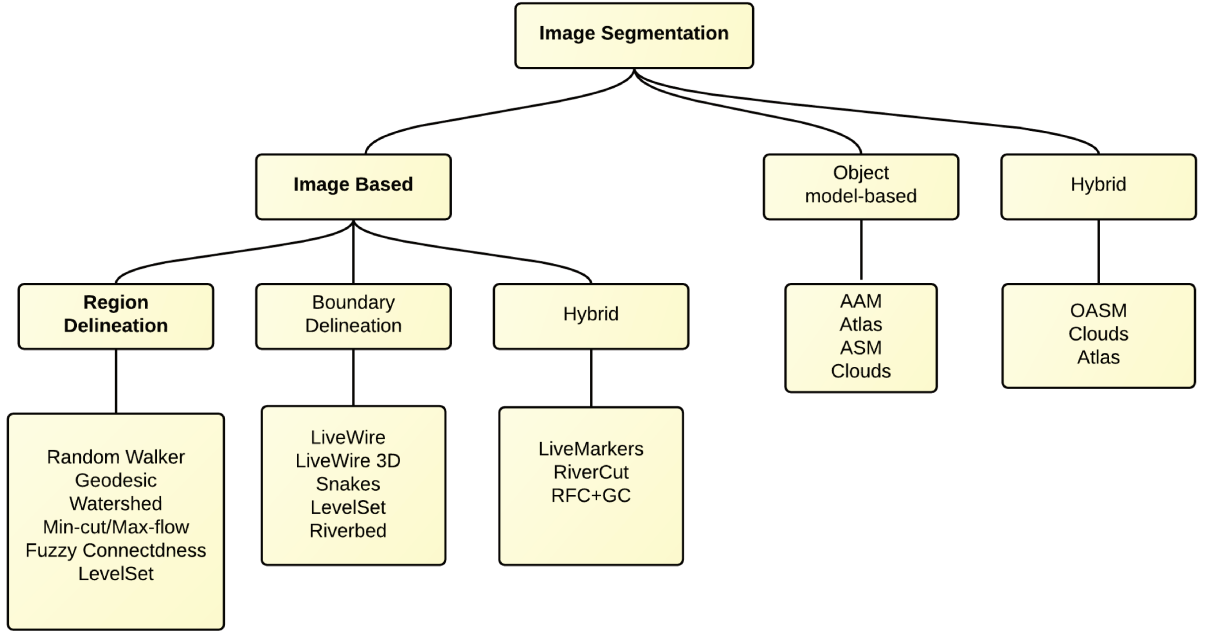 Image Segmentation
Image Based
Object
model-based
Hybrid
Region
Delineation
Boundary
Delineation
Hybrid
AAM
Atlas
ASM
Clouds
OASM
Clouds
Atlas
Random Walker
Geodesic
Watershed
Min-cut/Max-flow
Fuzzy Connectdness
LevelSet
LiveWire
LiveWire 3D
Snakes
LevelSet
Riverbed
LiveMarkers
RiverCut
RFC+GC